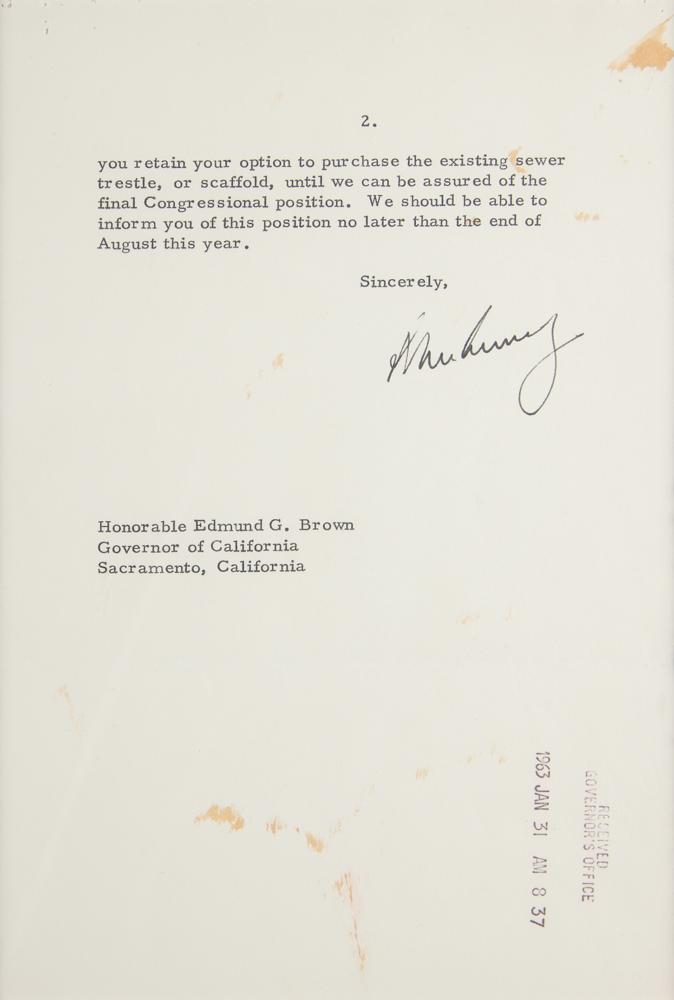 2.
you retain your option to purchase the existing sewer
trestle, or scaffold, until we can be assured of the
final Congressional position. We should be able to
inform you of this position no later than the end of
August this year.
Sincerely,
Honorable Edmund G. Brown
Governor of California
Sacramento, California
1963 JAN 31 AM 8 37
RECEIVED
GOVERNOR'S OFFICE